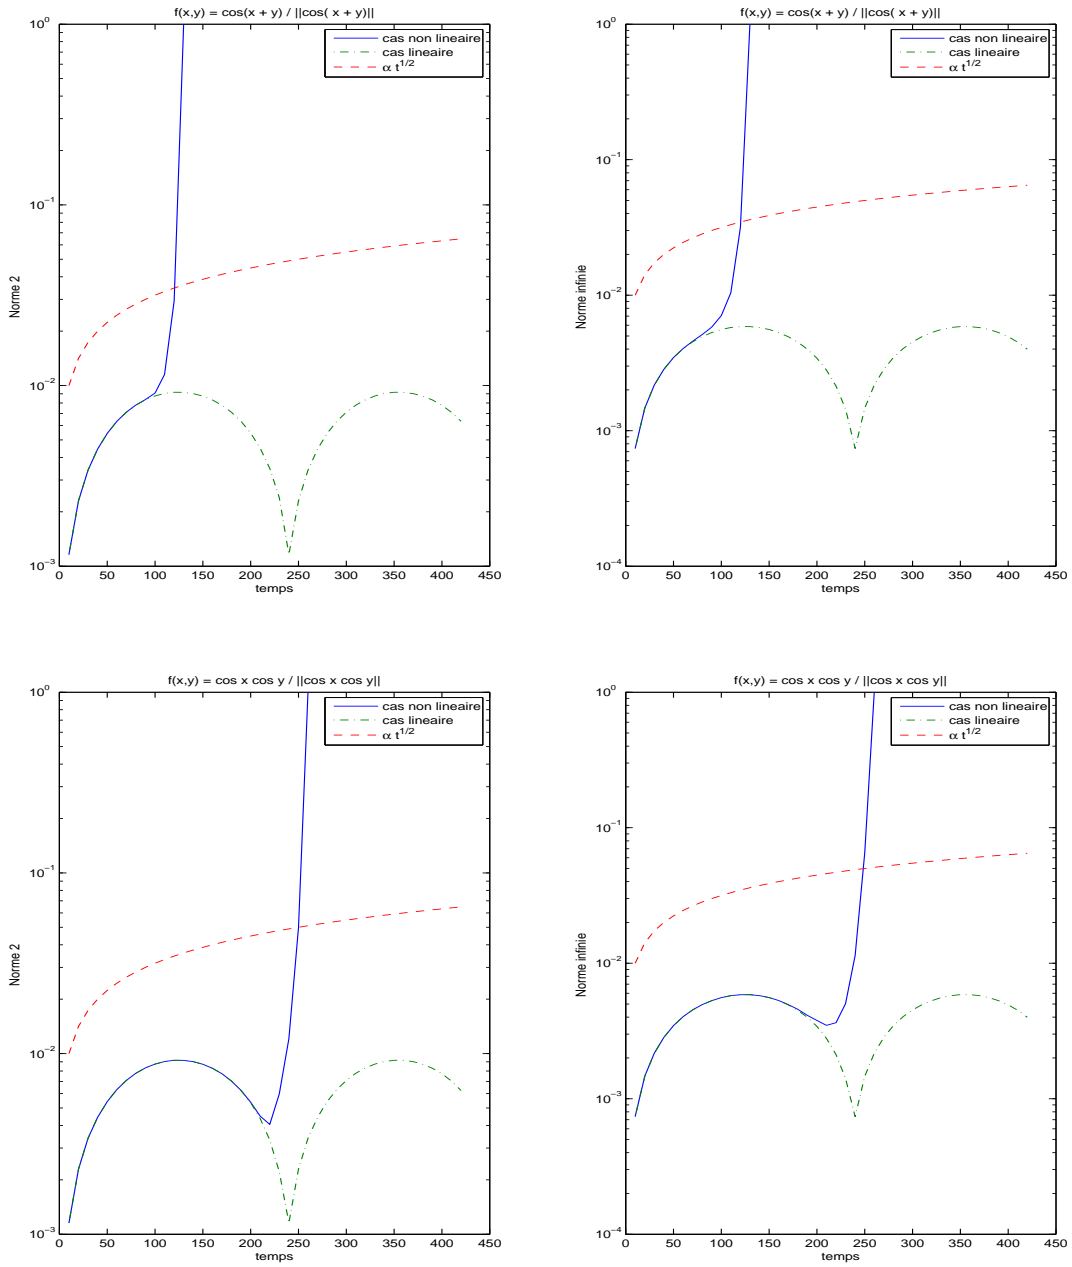 f(x,y) = cos(x + y) / ||cos( x + y)||
10^0
10^-1
10^-2
10^-3
Norme 2
0 50 100 150 200 250 300 350 400 450
temps
cas non lineaire
cas lineaire
α t^1/2
f(x,y) = cos(x + y) / ||cos( x + y)||
10^0
10^-1
10^-2
10^-3
10^-4
Norme infinie
0 50 100 150 200 250 300 350 400 450
temps
cas non lineaire
cas lineaire
α t^1/2
f(x,y) = cos x cos y / ||cos x cos y||
10^0
10^-1
10^-2
10^-3
Norme 2
0 50 100 150 200 250 300 350 400 450
temps
cas non lineaire
cas lineaire
α t^1/2
f(x,y) = cos x cos y / ||cos x cos y||
10^0
10^-1
10^-2
10^-3
10^-4
Norme infinie
0 50 100 150 200 250 300 350 400 450
temps
cas non lineaire
cas lineaire
α t^1/2